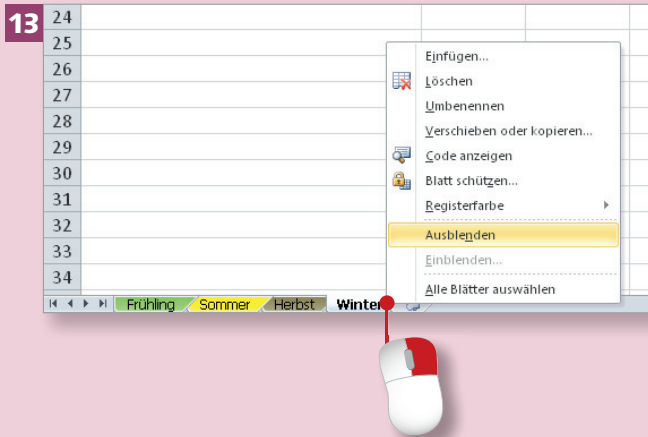 13
24
25
26
27
28
29
30
31
32
33
34
Einfügen...
Löschen
Umbenennen
Verschieben oder kopieren...
Code anzeigen
Blatt schützen...
Registerfarbe
Ausblenden
Einblenden...
Alle Blätter auswählen
Frühling Sommer Herbst Winter